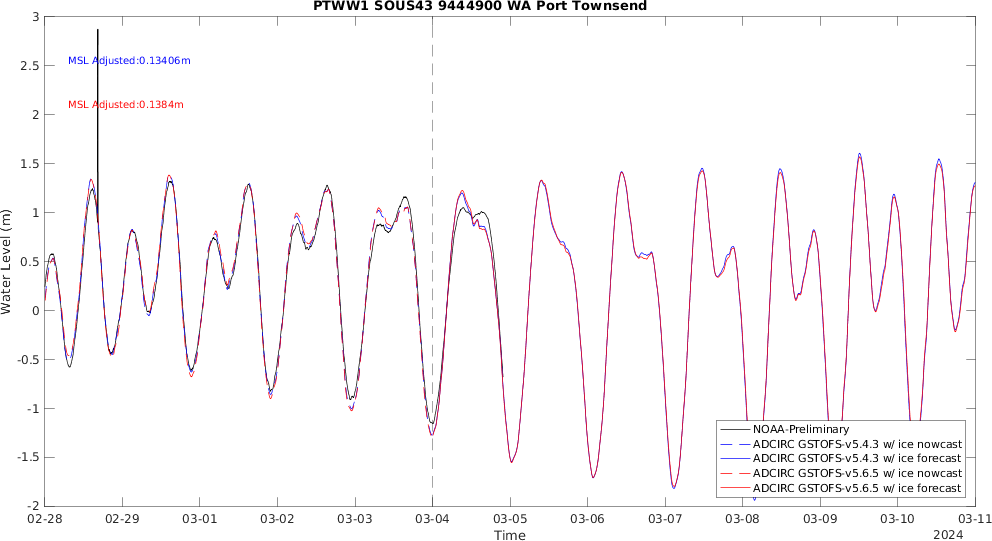 PTWW1 SOUS43 9444900 WA Port Townsend
3
2.5
2
1.5
1
0.5
0
-0.5
-1
-1.5
-2
Water Level (m)
MSL Adjusted:0.13406m
MSL Adjusted:0.1384m
NOAA-Preliminary
ADCIRC GSTOFS-v5.4.3 w/ ice nowcast
ADCIRC GSTOFS-v5.4.3 w/ ice forecast
ADCIRC GSTOFS-v5.6.5 w/ ice nowcast
ADCIRC GSTOFS-v5.6.5 w/ ice forecast
02-28 02-29 03-01 03-02 03-03 03-04 03-05 03-06 03-07 03-08 03-09 03-10 03-11
Time
2024